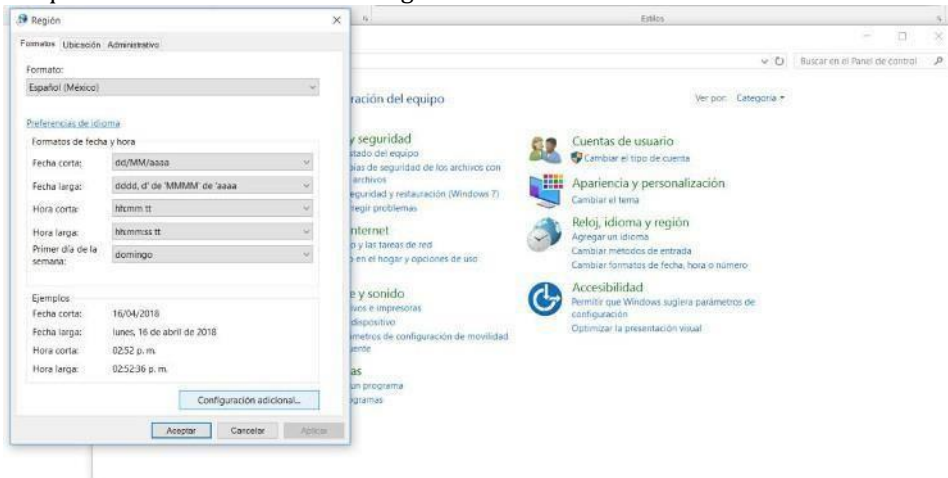 Región
Formatos Ubicación Administrativo
Formato:
Español (México)
Preferencias de idioma
Formatos de fecha y hora
Fecha corta: dd/MM/aaaa
Fecha larga: dddd, d' de 'MMMM' de 'aaaa
Hora corta: hh:mm tt
Hora larga: hh:mm:ss tt
Primer día de la semana: domingo
Ejemplos
Fecha corta: 16/04/2018
Fecha larga: lunes, 16 de abril de 2018
Hora corta: 02:52 p. m.
Hora larga: 02:52:36 p. m.
Configuración adicional...
Aceptar Cancelar Aplicar
Estilos
Buscar en el Panel de control
ración del equipo
Ver por: Categoría
y seguridad
stado del equipo
ias de seguridad de los archivos con
archivos
eguridad y restauración (Windows 7)
regir problemas
nternet
o y las tareas de red
en el hogar y opciones de uso
e y sonido
ivos e impresoras
dispositivo
metros de configuración de movilidad
ente
as
un programa
ogramas
Cuentas de usuario
Cambiar el tipo de cuenta
Apariencia y personalización
Cambiar el tema
Reloj, idioma y región
Agregar un idioma
Cambiar métodos de entrada
Cambiar formatos de fecha, hora o número
Accesibilidad
Permitir que Windows sugiera parámetros de
configuración
Optimizar la presentación visual